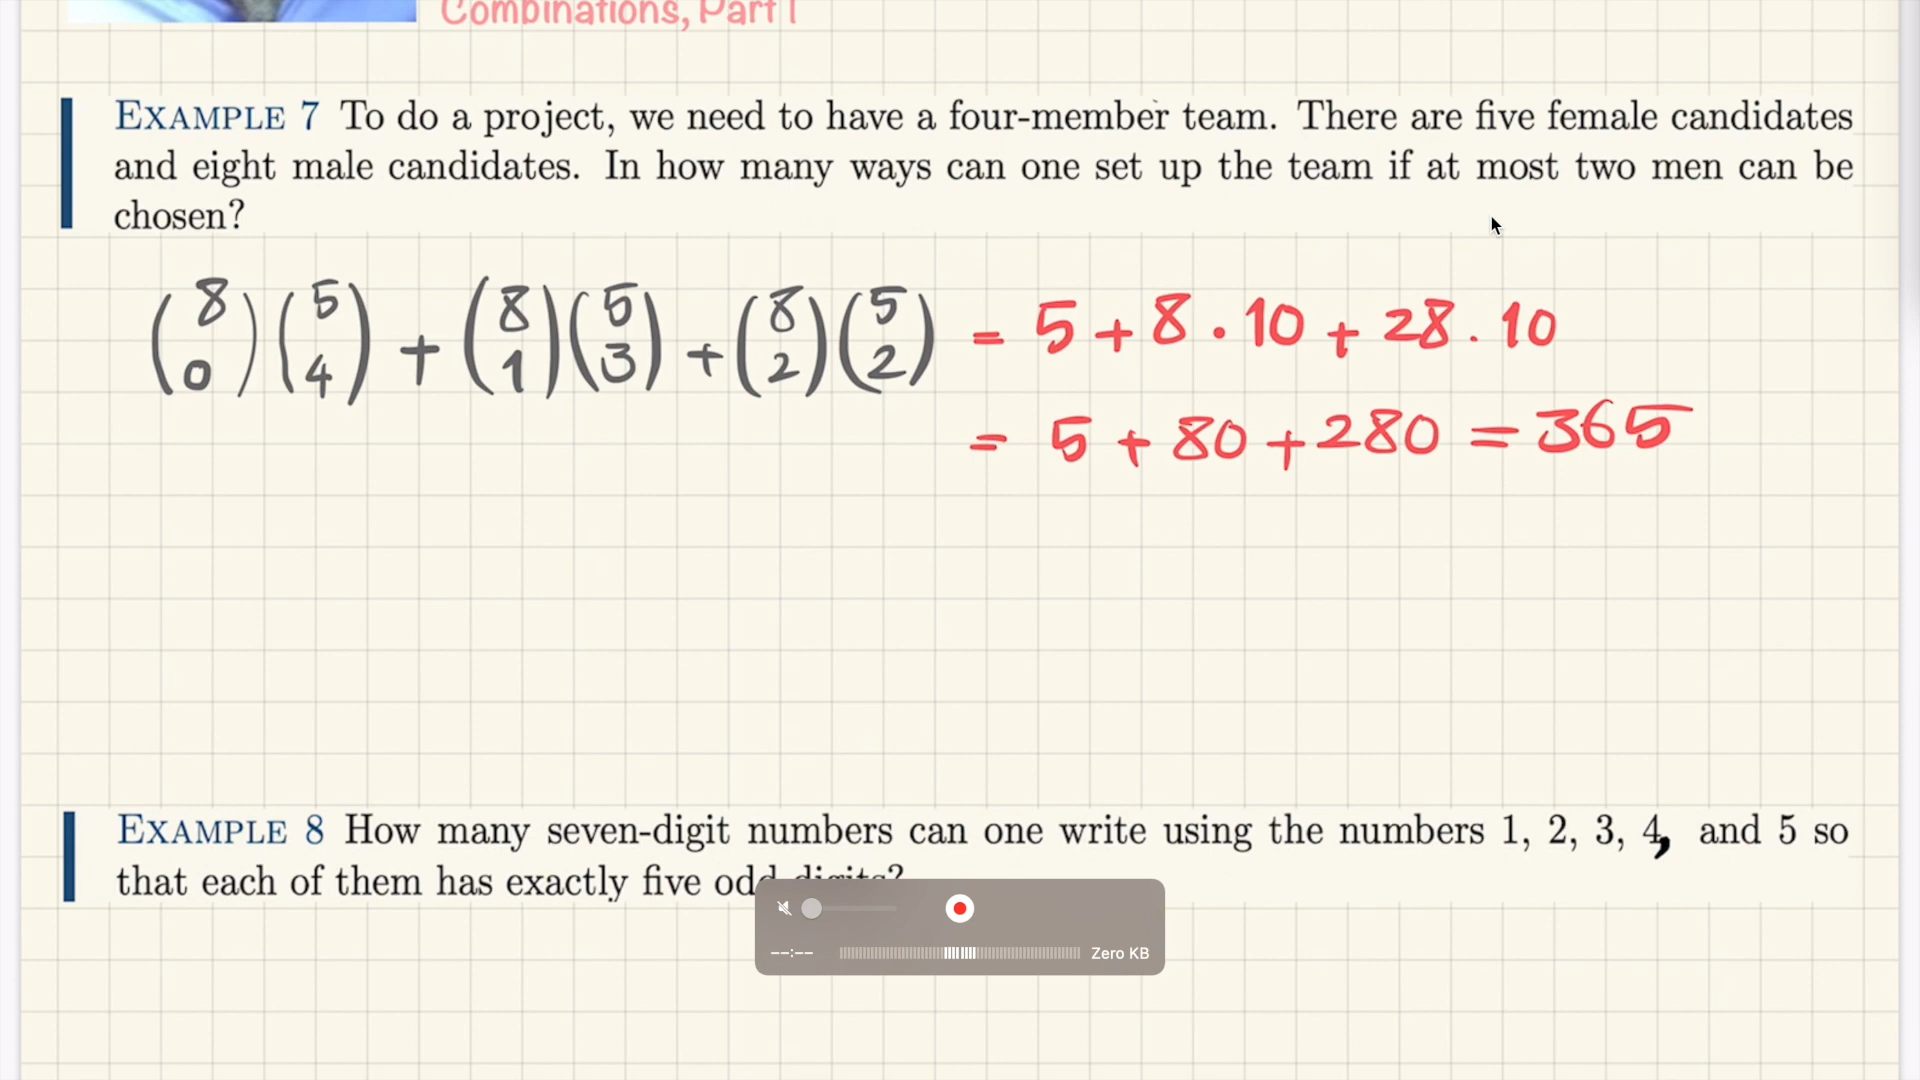 Combinations, Part I
EXAMPLE 7 To do a project, we need to have a four-member team. There are five female candidates
and eight male candidates. In how many ways can one set up the team if at most two men can be
chosen?
(8 0)(5 4) + (8 1)(5 3) + (8 2)(5 2) = 5 + 8 · 10 + 28 . 10
= 5 + 80 + 280 = 365
EXAMPLE 8 How many seven-digit numbers can one write using the numbers 1, 2, 3, 4, and 5 so
that each of them has exactly five odd digits?
--:-- Zero KB